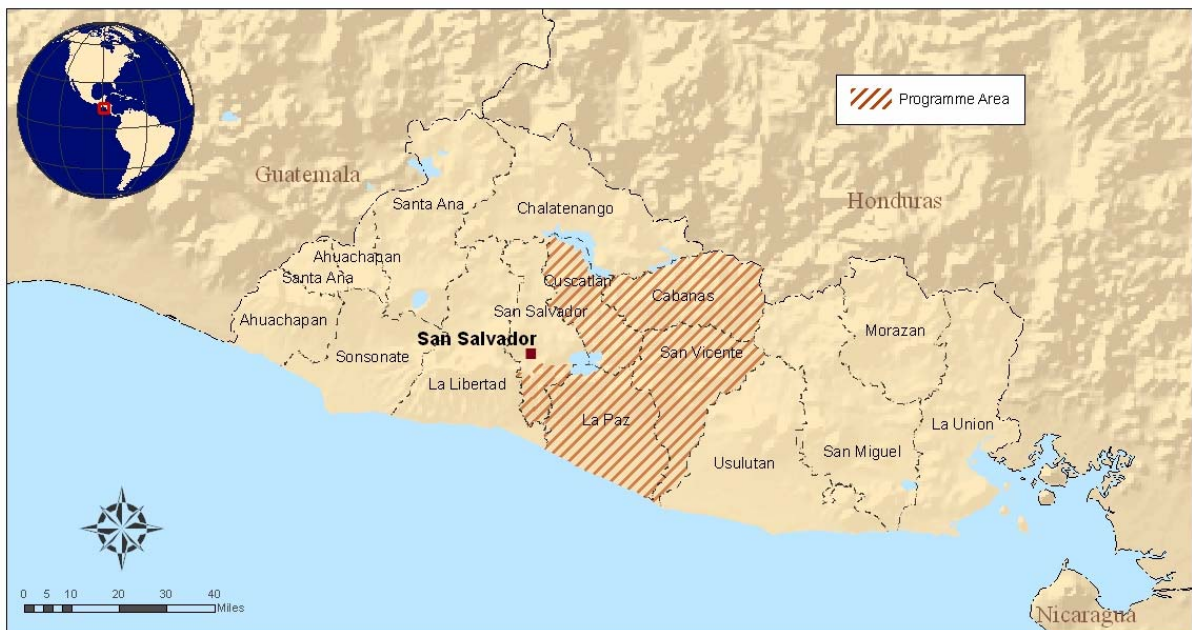 Programme Area
Guatemala
Honduras
Santa Ana
Chalatenango
Ahuachapan
Santa Ana
Cuscatlan
Cabanas
Ahuachapan
San Salvador
Morazan
San Salvador
Sonsonate
San Vicente
La Libertad
La Paz
La Union
San Miguel
Usulutan
0 5 10 20 30 40
Miles
Nicaragua